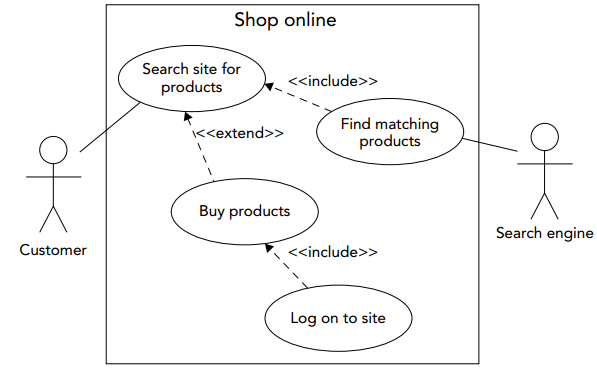 Shop online
Search site for
products
<<include>>
Find matching
products
<<extend>>
Buy products
Customer
Search engine
<<include>>
Log on to site